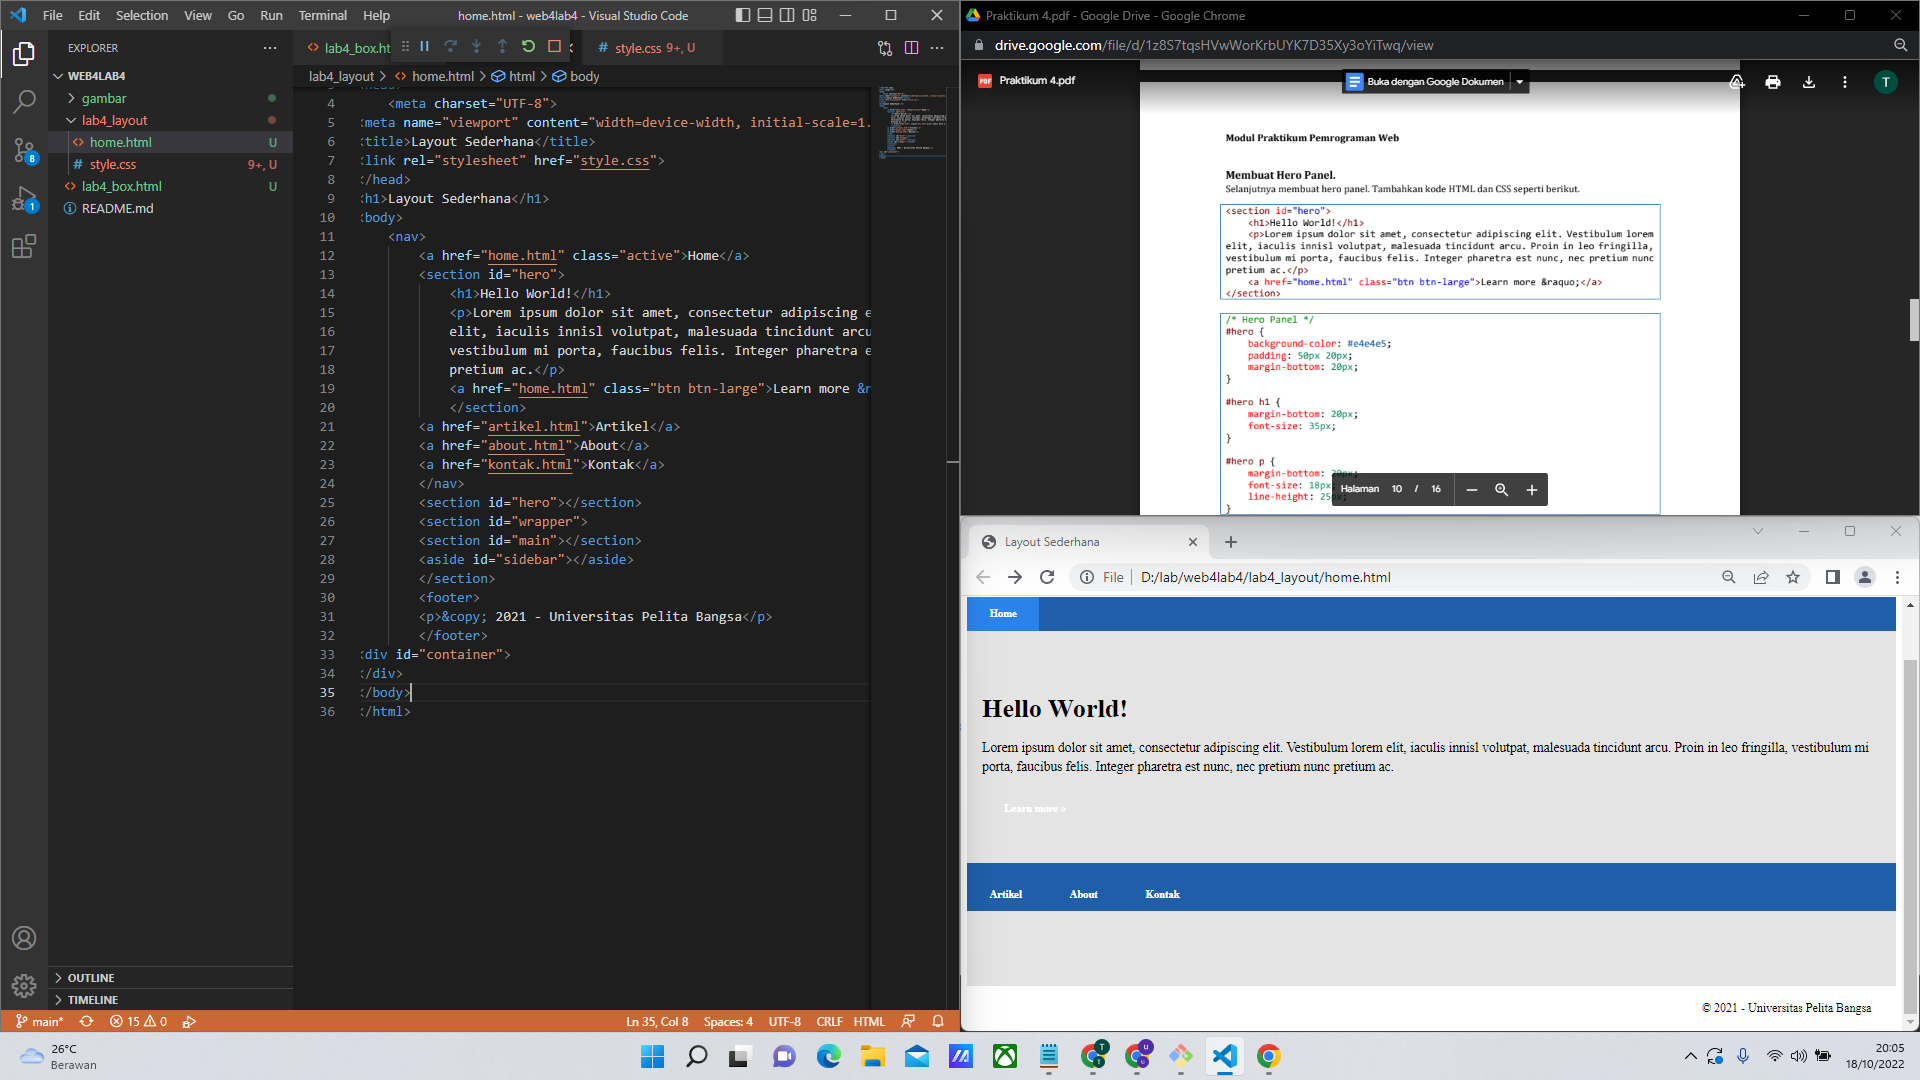 File Edit Selection View Go Run Terminal Help
home.html - web4lab4 - Visual Studio Code
EXPLORER
WEB4LAB4
gambar
lab4_layout
home.html U
style.css 9+, U
lab4_box.html U
README.md
OUTLINE
TIMELINE
lab4_box.ht
style.css 9+, U
lab4_layout > home.html > html > body
4 <meta charset="UTF-8">
5 meta name="viewport" content="width=device-width, initial-scale=1.
6 title>Layout Sederhana</title>
7 link rel="stylesheet" href="style.css">
8 /head>
9 h1>Layout Sederhana</h1>
10 body>
11 <nav>
12 <a href="home.html" class="active">Home</a>
13 <section id="hero">
14 <h1>Hello World!</h1>
15 <p>Lorem ipsum dolor sit amet, consectetur adipiscing e
16 elit, iaculis innisl volutpat, malesuada tincidunt arcu
17 vestibulum mi porta, faucibus felis. Integer pharetra e
18 pretium ac.</p>
19 <a href="home.html" class="btn btn-large">Learn more &r
20 </section>
21 <a href="artikel.html">Artikel</a>
22 <a href="about.html">About</a>
23 <a href="kontak.html">Kontak</a>
24 </nav>
25 <section id="hero"></section>
26 <section id="wrapper">
27 <section id="main"></section>
28 <aside id="sidebar"></aside>
29 </section>
30 <footer>
31 <p>&copy; 2021 - Universitas Pelita Bangsa</p>
32 </footer>
33 div id="container">
34 /div>
35 /body>
36 /html>
main* 15 0
Ln 35, Col 8 Spaces: 4 UTF-8 CRLF HTML
Praktikum 4.pdf - Google Drive - Google Chrome
drive.google.com/file/d/1z8S7tqsHVwWorKrbUYK7D35Xy3oYiTwq/view
PDF Praktikum 4.pdf
Buka dengan Google Dokumen
T
Modul Praktikum Pemrograman Web
Membuat Hero Panel.
Selanjutnya membuat hero panel. Tambahkan kode HTML dan CSS seperti berikut.
<section id="hero">
<h1>Hello World!</h1>
<p>Lorem ipsum dolor sit amet, consectetur adipiscing elit. Vestibulum lorem
elit, iaculis innisl volutpat, malesuada tincidunt arcu. Proin in leo fringilla,
vestibulum mi porta, faucibus felis. Integer pharetra est nunc, nec pretium nunc
pretium ac.</p>
<a href="home.html" class="btn btn-large">Learn more &raquo;</a>
</section>
/* Hero Panel */
#hero {
background-color: #e4e4e5;
padding: 50px 20px;
margin-bottom: 20px;
}
#hero h1 {
margin-bottom: 20px;
font-size: 35px;
}
#hero p {
margin-bottom: 20px;
font-size: 18px
line-height: 25px
}
Halaman 10 / 16
Layout Sederhana
File D:/lab/web4lab4/lab4_layout/home.html
Home
Hello World!
Lorem ipsum dolor sit amet, consectetur adipiscing elit. Vestibulum lorem elit, iaculis innisl volutpat, malesuada tincidunt arcu. Proin in leo fringilla, vestibulum mi
porta, faucibus felis. Integer pharetra est nunc, nec pretium nunc pretium ac.
Learn more »
Artikel About Kontak
© 2021 - Universitas Pelita Bangsa
26°C
Berawan
20:05
18/10/2022